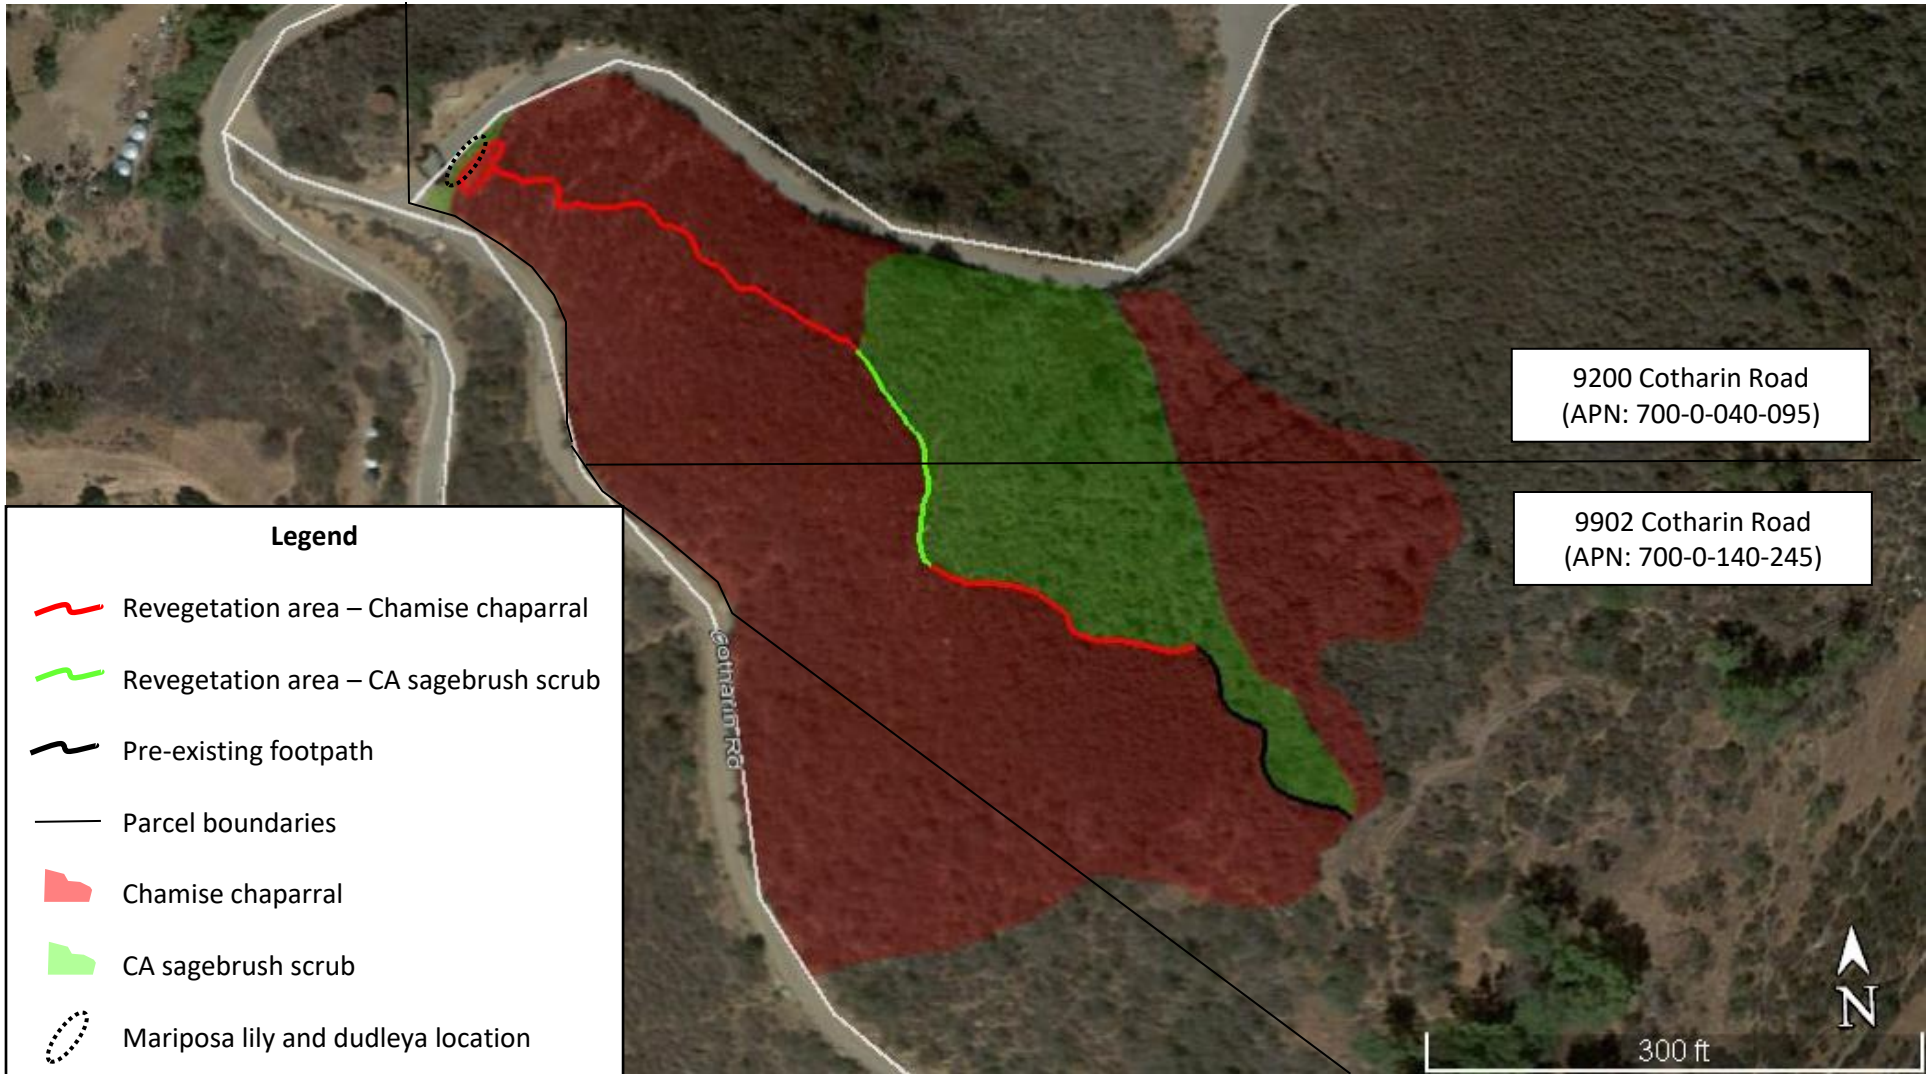 9200 Cotharin Road
(APN: 700-0-040-095)
9902 Cotharin Road
(APN: 700-0-140-245)
Legend
Revegetation area – Chamise chaparral
Revegetation area – CA sagebrush scrub
Pre-existing footpath
Parcel boundaries
Chamise chaparral
CA sagebrush scrub
Mariposa lily and dudleya location
Cotharin Rd
N
300 ft